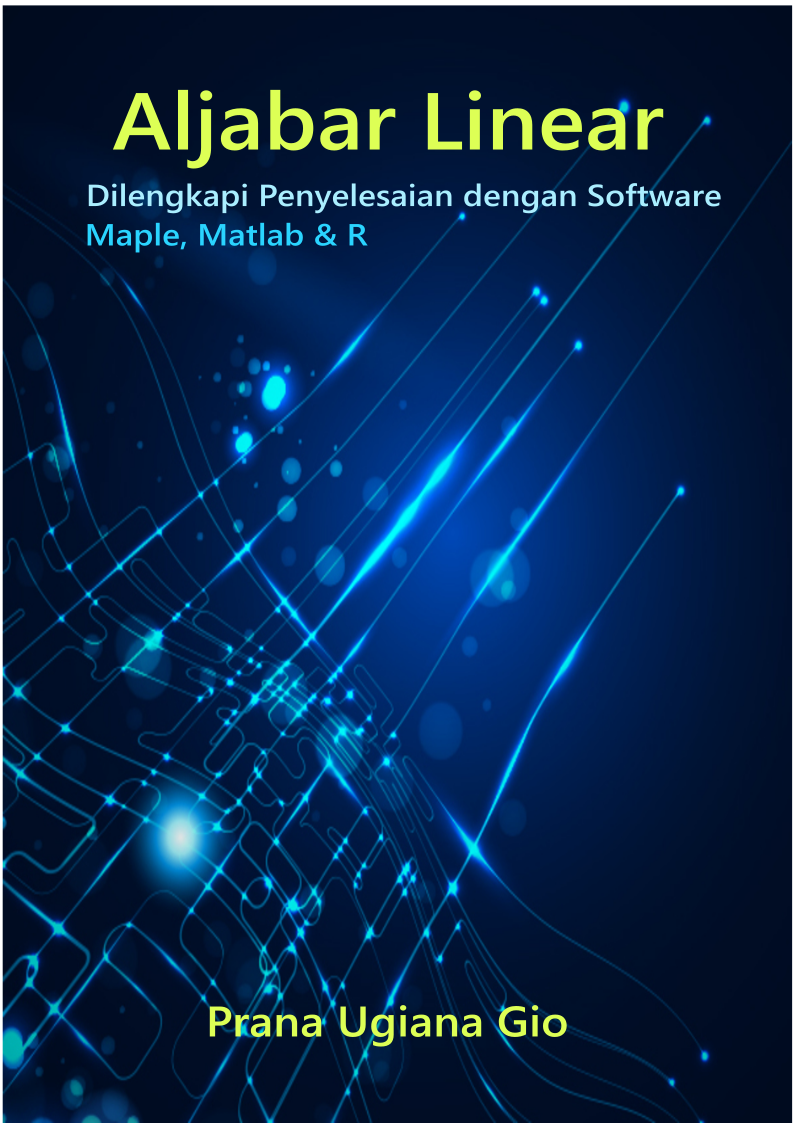 Aljabar Linear
Dilengkapi Penyelesaian dengan Software
Maple, Matlab & R
Prana Ugiana Gio